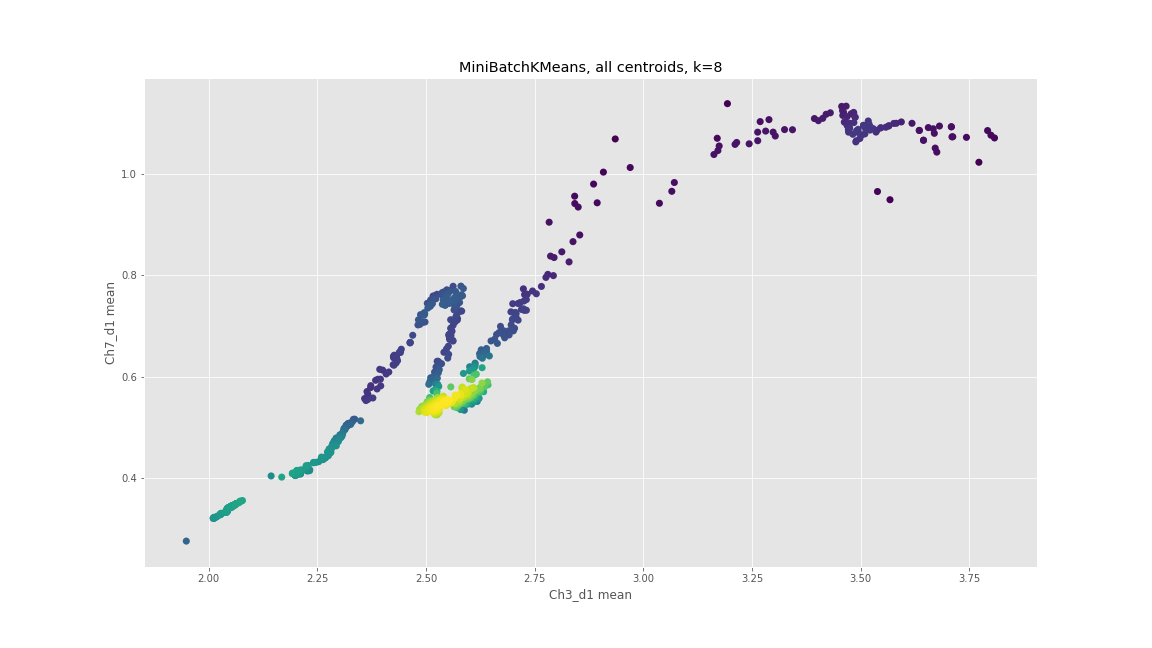 MiniBatchKMeans, all centroids, k=8
Ch7_d1 mean
1.0
0.8
0.6
0.4
2.00 2.25 2.50 2.75 3.00 3.25 3.50 3.75
Ch3_d1 mean